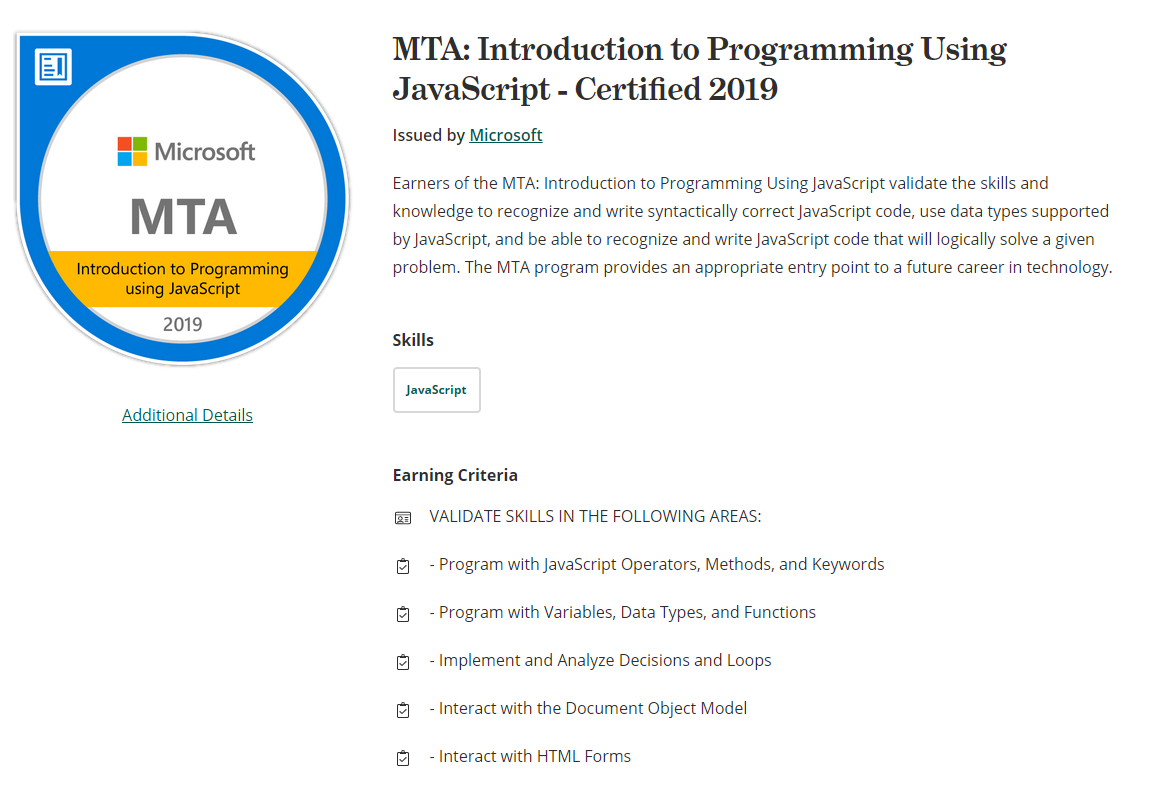 Microsoft
MTA
Introduction to Programming
using JavaScript
2019
Additional Details
MTA: Introduction to Programming Using
JavaScript - Certified 2019
Issued by Microsoft
Earners of the MTA: Introduction to Programming Using JavaScript validate the skills and
knowledge to recognize and write syntactically correct JavaScript code, use data types supported
by JavaScript, and be able to recognize and write JavaScript code that will logically solve a given
problem. The MTA program provides an appropriate entry point to a future career in technology.
Skills
JavaScript
Earning Criteria
VALIDATE SKILLS IN THE FOLLOWING AREAS:
- Program with JavaScript Operators, Methods, and Keywords
- Program with Variables, Data Types, and Functions
- Implement and Analyze Decisions and Loops
- Interact with the Document Object Model
- Interact with HTML Forms